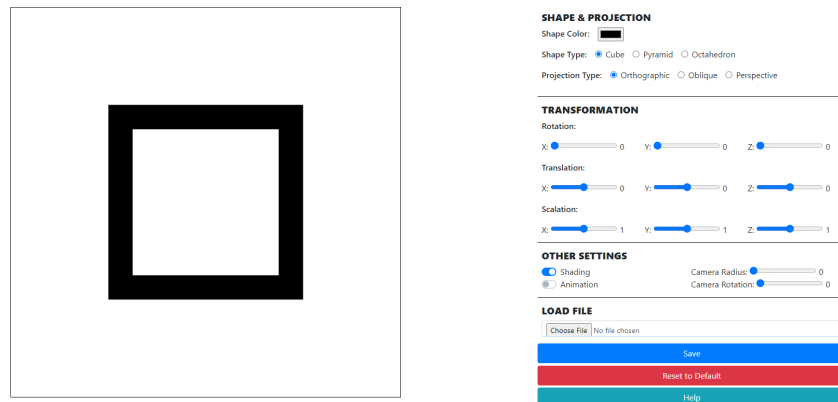 SHAPE & PROJECTION
Shape Color:
Shape Type: Cube Pyramid Octahedron
Projection Type: Orthographic Oblique Perspective
TRANSFORMATION
Rotation:
X: 0 Y: 0 Z: 0
Translation:
X: 0 Y: 0 Z: 0
Scalation:
X: 1 Y: 1 Z: 1
OTHER SETTINGS
Shading Camera Radius: 0
Animation Camera Rotation: 0
LOAD FILE
Choose File No file chosen
Save
Reset to Default
Help